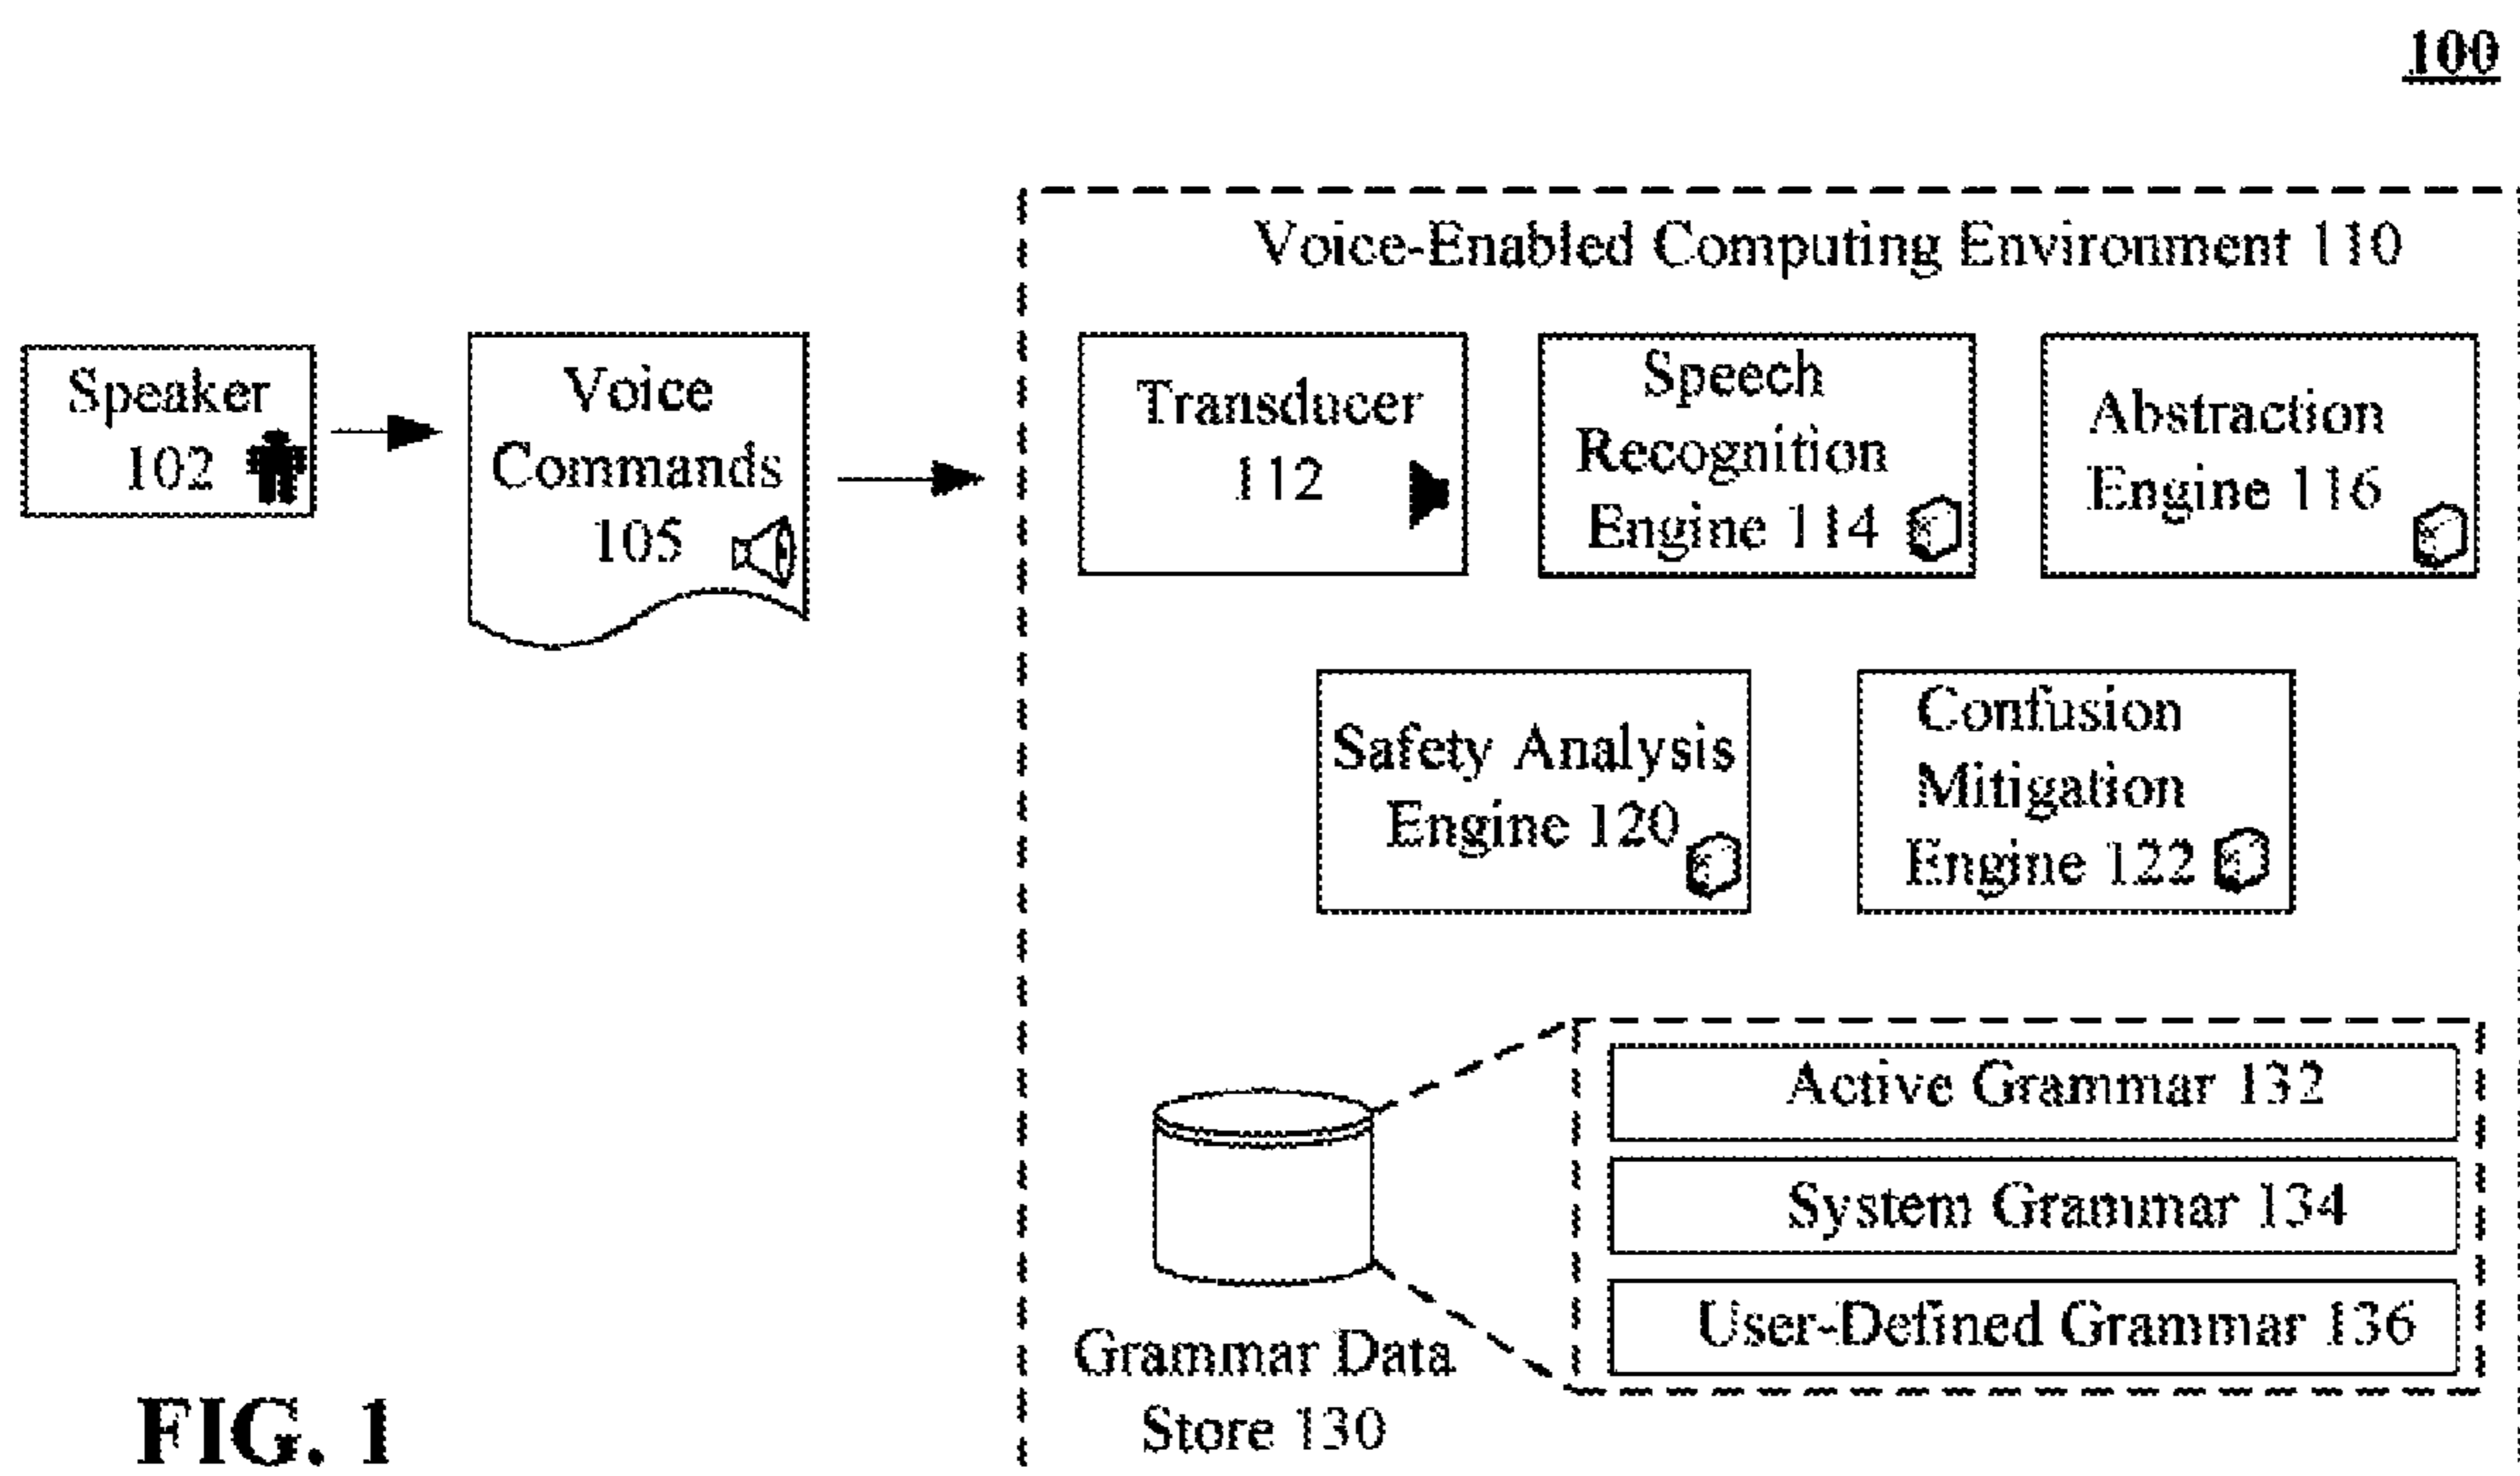 100
Voice-Enabled Computing Environment 110
Speaker
102
Voice
Commands
105
Transducer
112
Speech
Recognition
Engine 114
Abstraction
Engine 116
Safety Analysis
Engine 120
Confusion
Mitigation
Engine 122
Grammar Data
Store 130
Active Grammar 132
System Grammar 134
User-Defined Grammar 136
FIG. 1